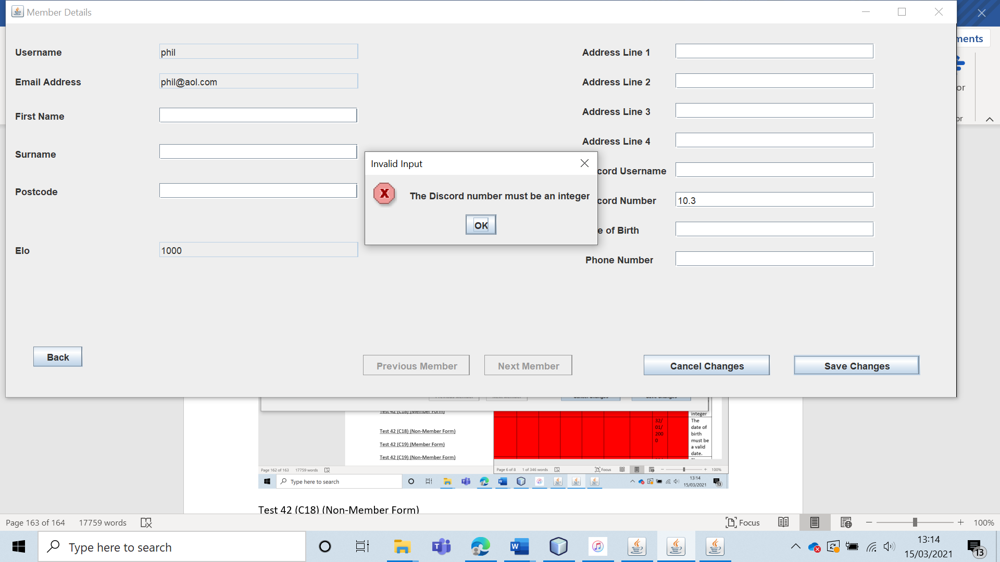 Member Details
ments
Username
phil
Address Line 1
Email Address
phil@aol.com
Address Line 2
or
First Name
Address Line 3
or
Surname
Address Line 4
Invalid Input
cord Username
Postcode
The Discord number must be an integer
cord Number
10.3
OK
e of Birth
Elo
1000
Phone Number
Back
Previous Member
Next Member
Cancel Changes
Save Changes
Test 42 (C18) (Member Form)
integer
32/
01/
200
0
The
date of
birth
must be
a valid
date.
Test 42 (C18) (Non-Member Form)
Test 42 (C19) (Member Form)
Test 42 (C19) (Non-Member Form)
Page 162 of 163
17759 words
Page 6 of 8
1 of 346 words
Focus
100%
Type here to search
13:14
15/03/2021
13
Test 42 (C18) (Non-Member Form)
Page 163 of 164
17759 words
Focus
100%
Type here to search
13:14
15/03/2021
13